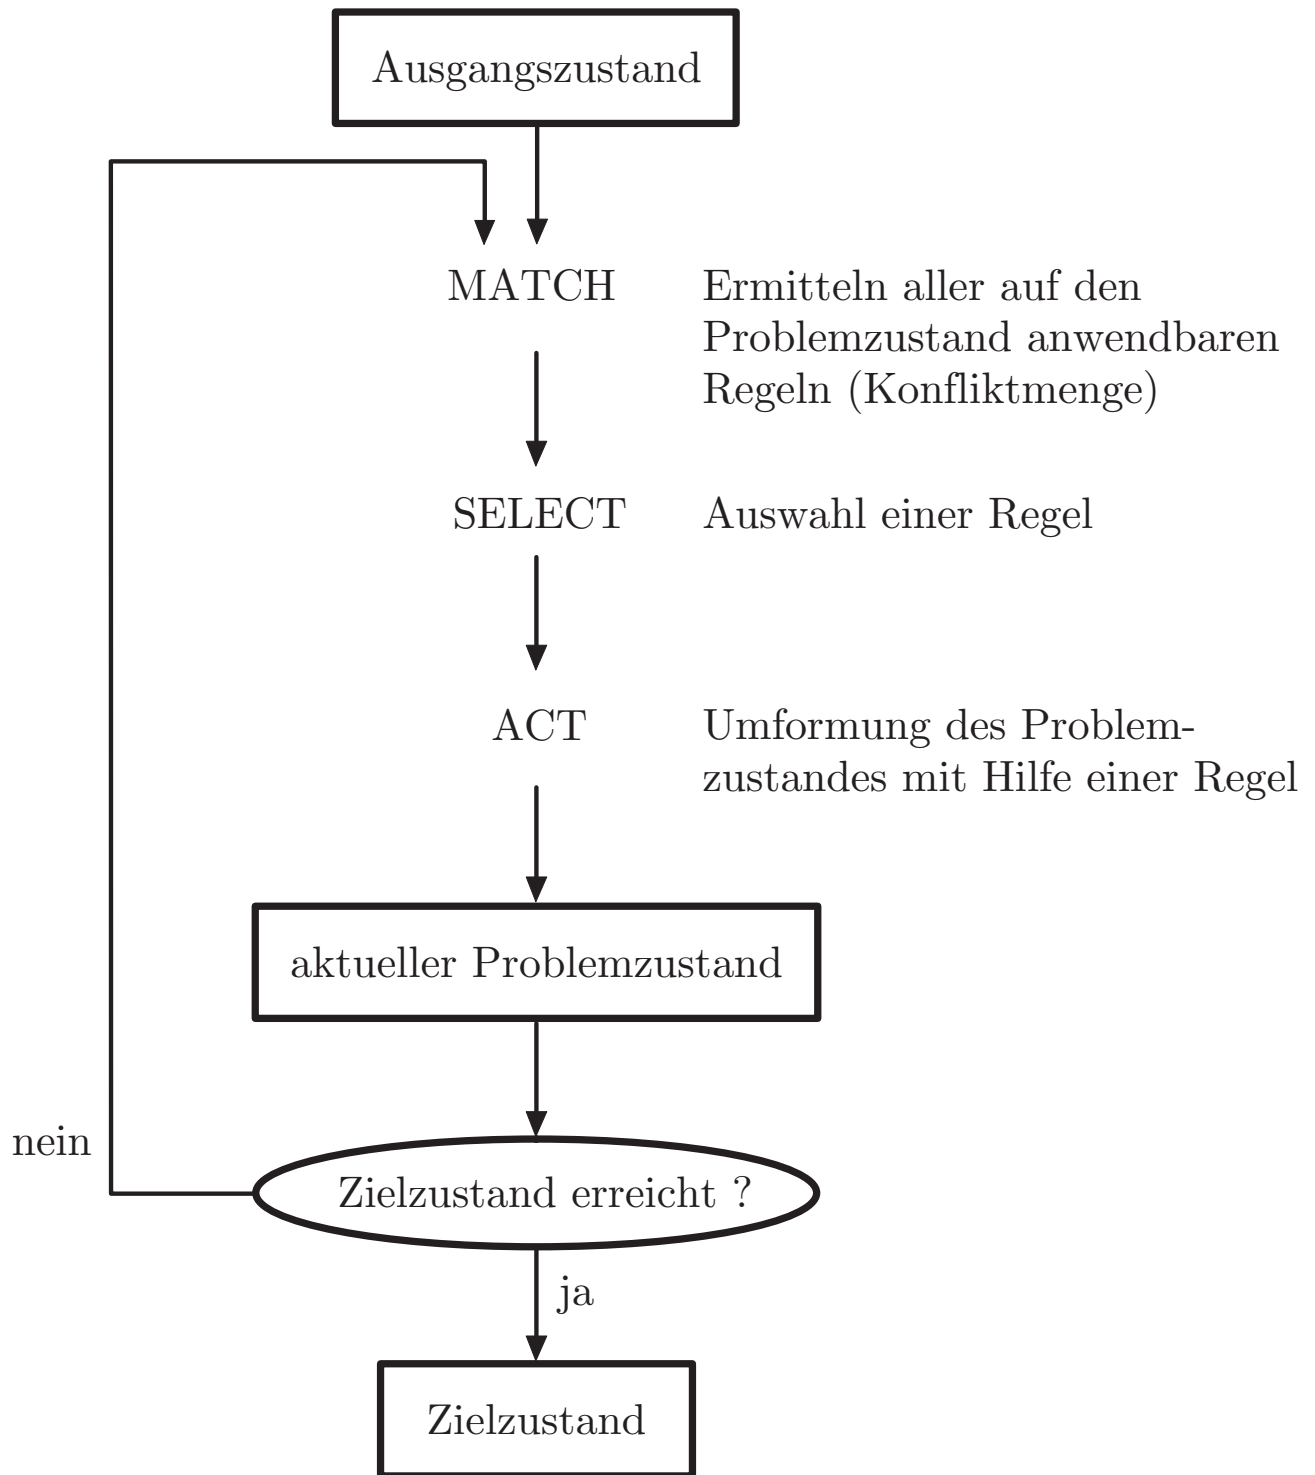 Ausgangszustand
MATCH
Ermitteln aller auf den
Problemzustand anwendbaren
Regeln (Konfliktmenge)
SELECT
Auswahl einer Regel
ACT
Umformung des Problem-
zustandes mit Hilfe einer Regel
aktueller Problemzustand
nein
Zielzustand erreicht ?
ja
Zielzustand